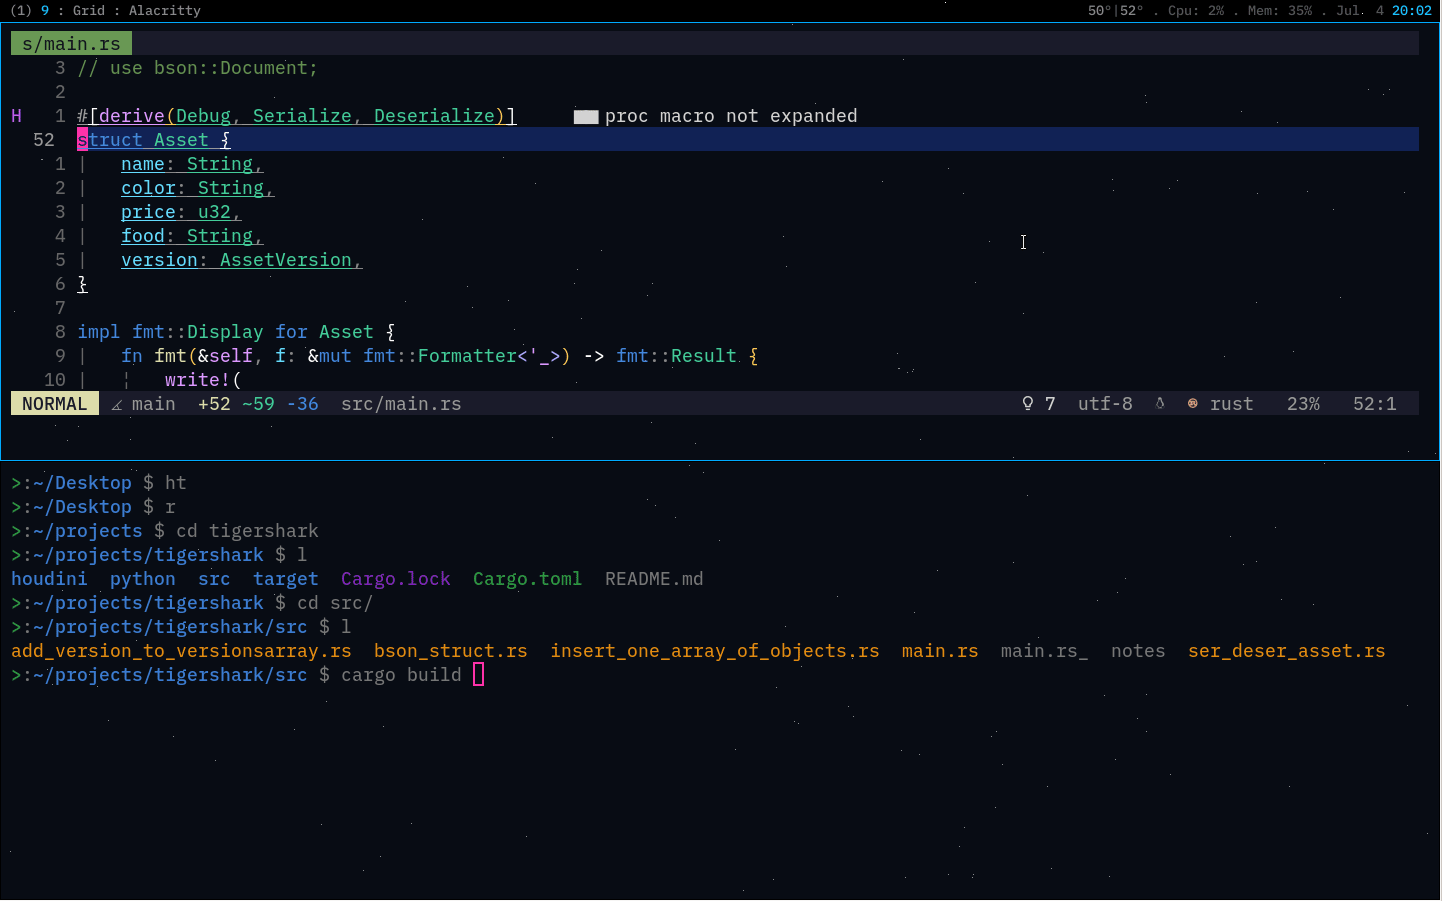 (1) 9 : Grid : Alacritty 50°|52° . Cpu: 2% . Mem: 35% . Jul 4 20:02
s/main.rs
3 // use bson::Document;
2
H 1 #[derive(Debug, Serialize, Deserialize)] proc macro not expanded
52 struct Asset {
1 | name: String,
2 | color: String,
3 | price: u32,
4 | food: String,
5 | version: AssetVersion,
6 }
7
8 impl fmt::Display for Asset {
9 | fn fmt(&self, f: &mut fmt::Formatter<'_>) -> fmt::Result {
10 | ¦ write!(
NORMAL main +52 ~59 -36 src/main.rs 7 utf-8 rust 23% 52:1
>:~/Desktop $ ht
>:~/Desktop $ r
>:~/projects $ cd tigershark
>:~/projects/tigershark $ l
houdini python src target Cargo.lock Cargo.toml README.md
>:~/projects/tigershark $ cd src/
>:~/projects/tigershark/src $ l
add_version_to_versionsarray.rs bson_struct.rs insert_one_array_of_objects.rs main.rs main.rs_ notes ser_deser_asset.rs
>:~/projects/tigershark/src $ cargo build